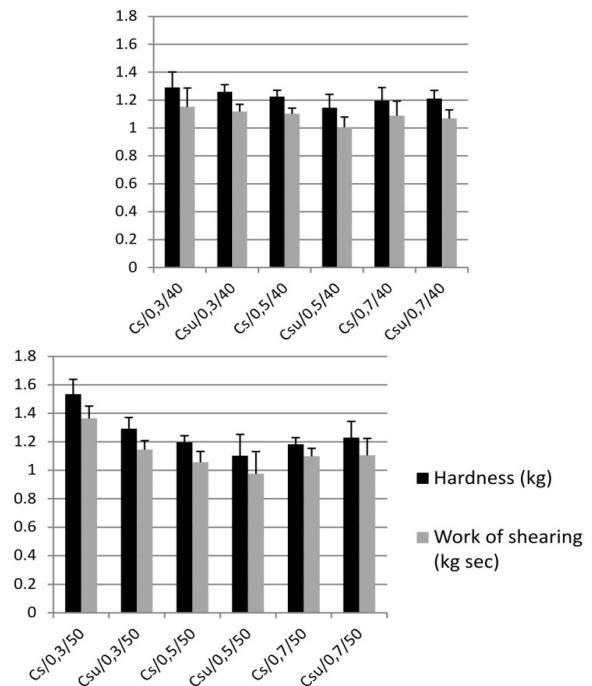 1.8
1.6
1.4
1.2
1
0.8
0.6
0.4
0.2
0
Cs/0,3/40
Csu/0,3/40
Cs/0,5/40
Csu/0,5/40
Cs/0,7/40
Csu/0,7/40
1.8
1.6
1.4
1.2
1
0.8
0.6
0.4
0.2
0
Cs/0,3/50
Csu/0,3/50
Cs/0,5/50
Csu/0,5/50
Cs/0,7/50
Csu/0,7/50
Hardness (kg)
Work of shearing
(kg sec)